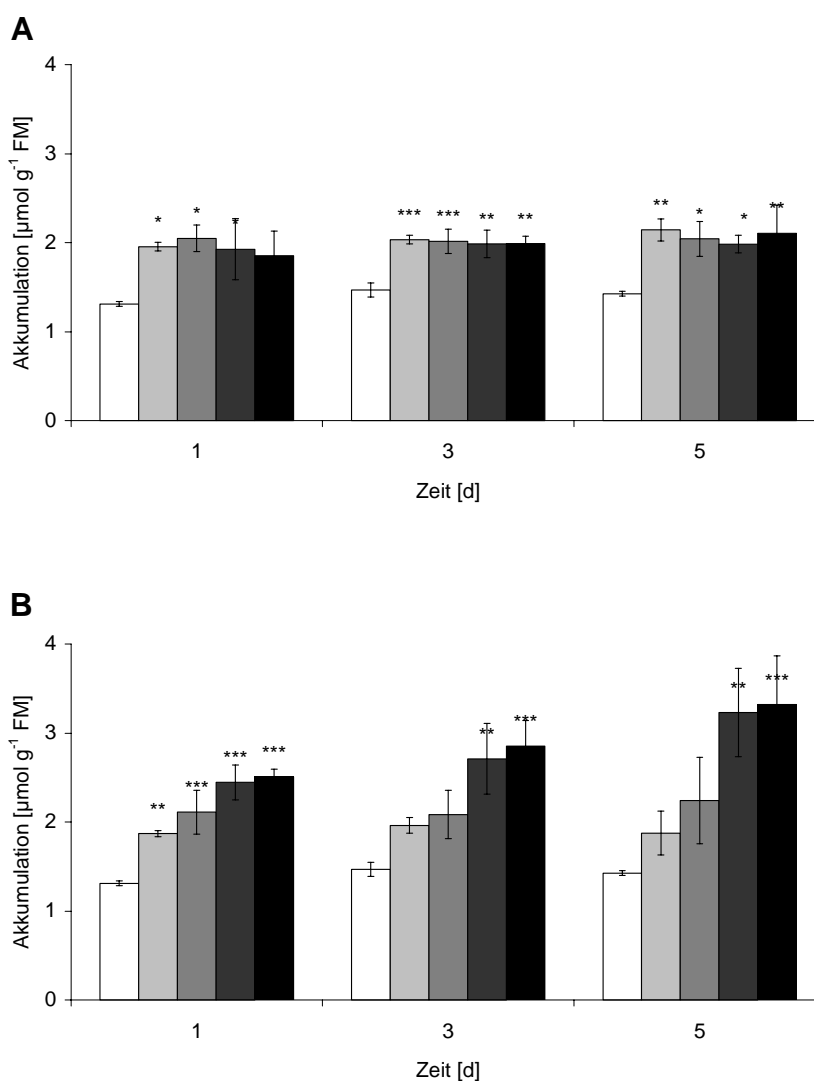 A
Akkumulation [µmol g⁻¹ FM]
4
3
2
1
0
* * *
*** *** ** **
** * * **
1 3 5
Zeit [d]
B
Akkumulation [µmol g⁻¹ FM]
4
3
2
1
0
** *** *** ***
** ***
** ***
1 3 5
Zeit [d]